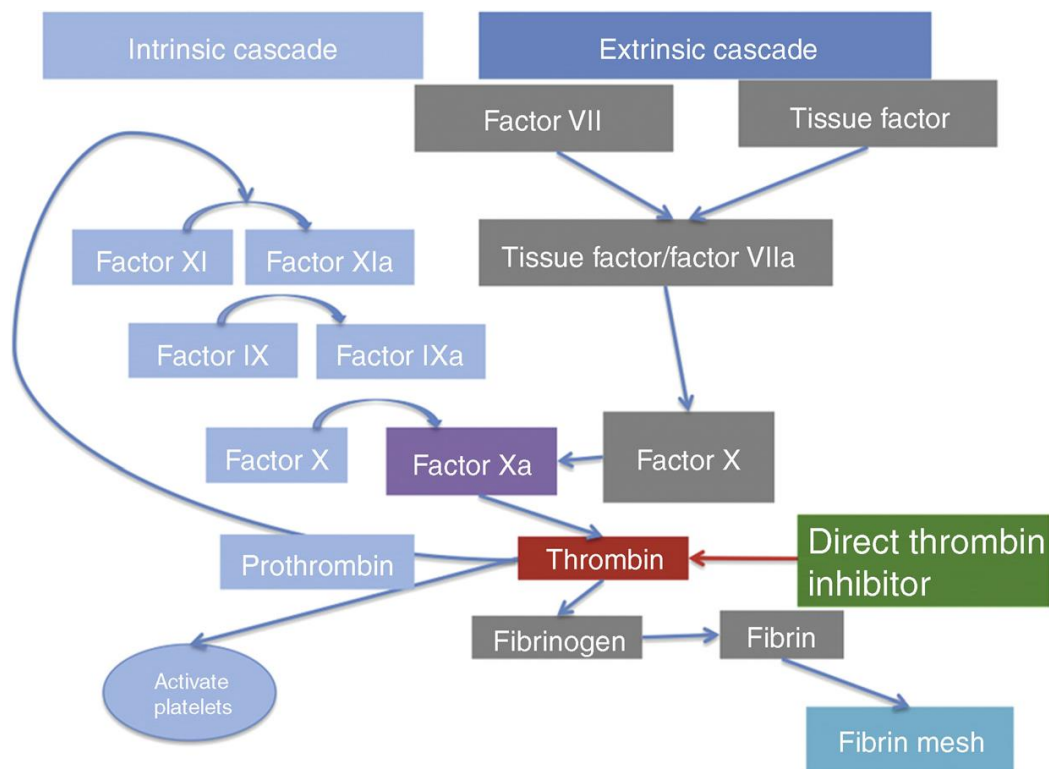 Intrinsic cascade
Extrinsic cascade
Factor VII
Tissue factor
Factor XI
Factor XIa
Tissue factor/factor VIIa
Factor IX
Factor IXa
Factor X
Factor Xa
Factor X
Prothrombin
Thrombin
Direct thrombin
inhibitor
Fibrinogen
Fibrin
Activate
platelets
Fibrin mesh